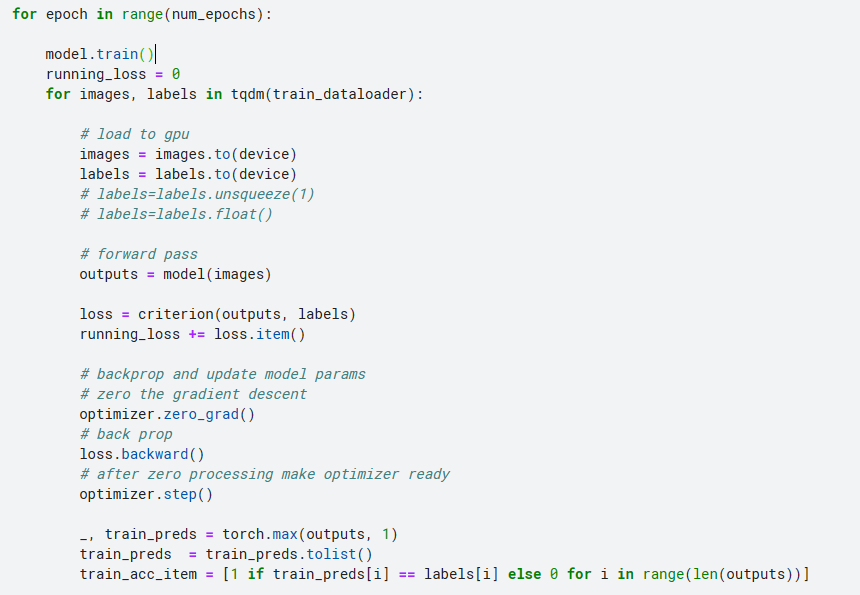 for epoch in range(num_epochs):
    model.train()
    running_loss = 0
    for images, labels in tqdm(train_dataloader):
        # load to gpu
        images = images.to(device)
        labels = labels.to(device)
        # labels=labels.unsqueeze(1)
        # labels=labels.float()
        # forward pass
        outputs = model(images)
        loss = criterion(outputs, labels)
        running_loss += loss.item()
        # backprop and update model params
        # zero the gradient descent
        optimizer.zero_grad()
        # back prop
        loss.backward()
        # after zero processing make optimizer ready
        optimizer.step()
        _, train_preds = torch.max(outputs, 1)
        train_preds  = train_preds.tolist()
        train_acc_item = [1 if train_preds[i] == labels[i] else 0 for i in range(len(outputs))]